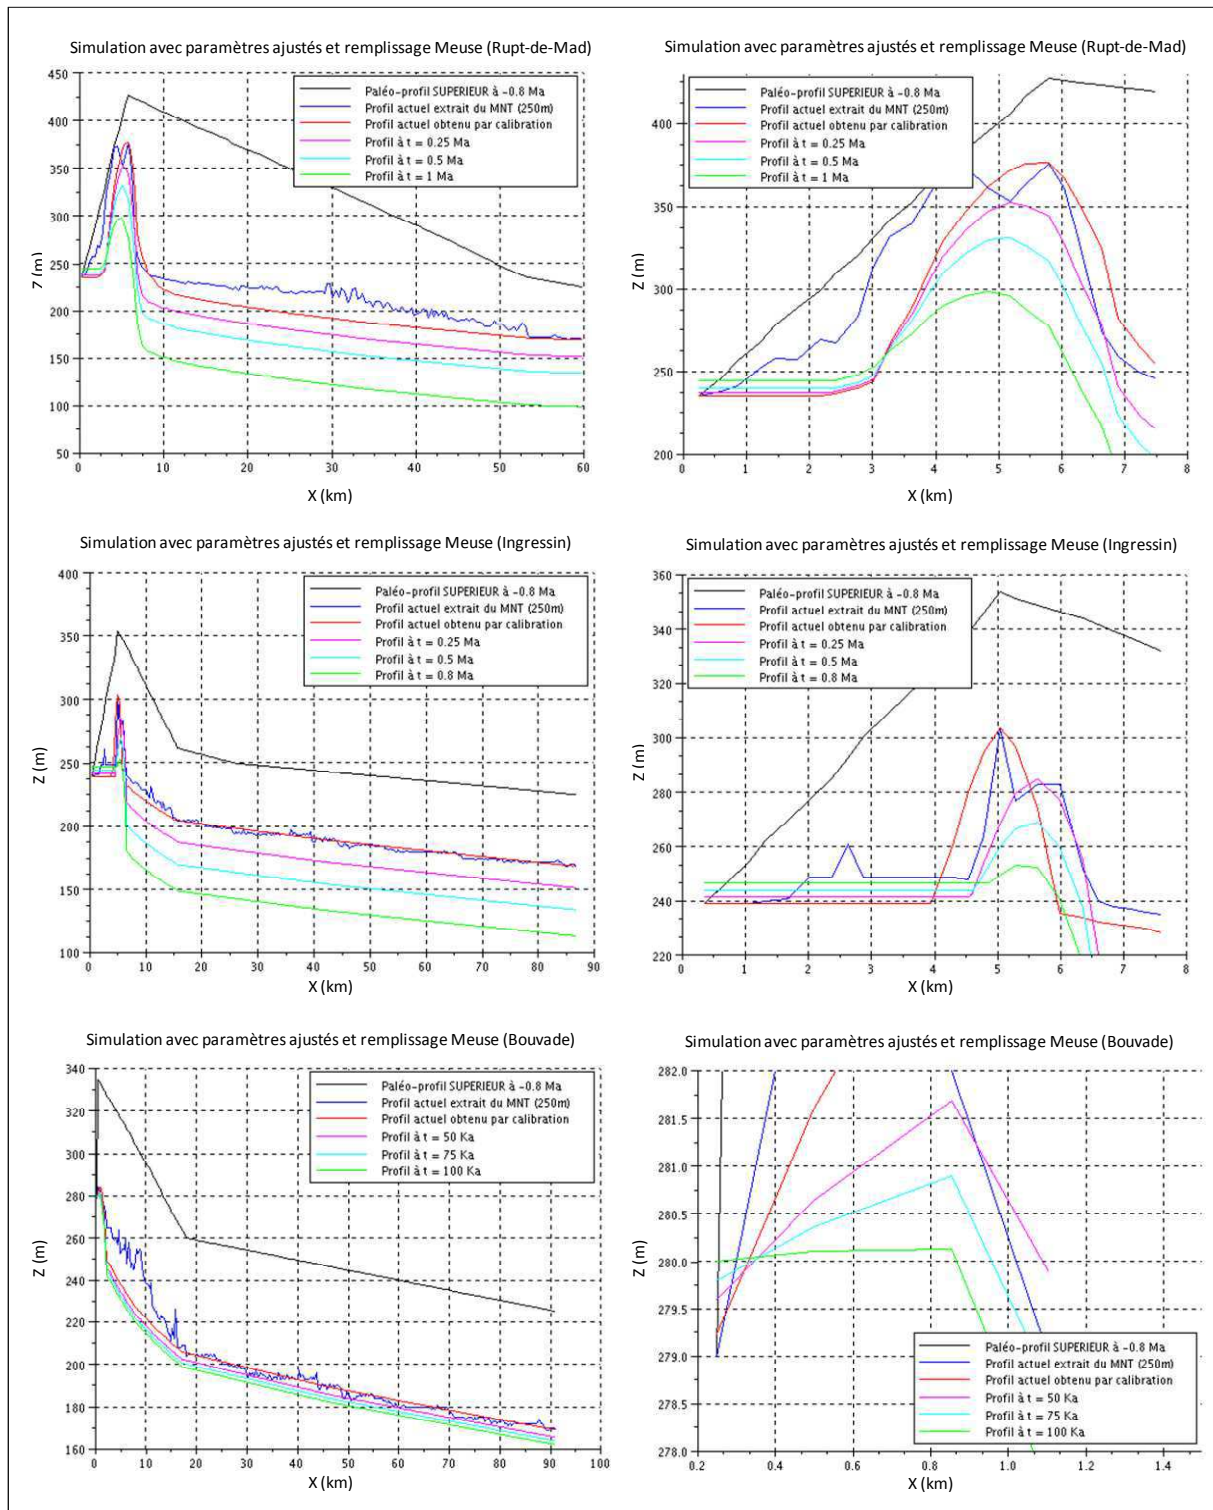 Simulation avec paramètres ajustés et remplissage Meuse (Rupt-de-Mad)
450
400
350
300
250
200
150
100
50
Z (m)
Paléo-profil SUPERIEUR à -0.8 Ma
Profil actuel extrait du MNT (250m)
Profil actuel obtenu par calibration
Profil à t = 0.25 Ma
Profil à t = 0.5 Ma
Profil à t = 1 Ma
0 10 20 30 40 50 60
X (km)
Simulation avec paramètres ajustés et remplissage Meuse (Rupt-de-Mad)
400
350
300
250
200
Z (m)
Paléo-profil SUPERIEUR à -0.8 Ma
Profil actuel extrait du MNT (250m)
Profil actuel obtenu par calibration
Profil à t = 0.25 Ma
Profil à t = 0.5 Ma
Profil à t = 1 Ma
0 1 2 3 4 5 6 7 8
X (km)
Simulation avec paramètres ajustés et remplissage Meuse (Ingressin)
400
350
300
250
200
150
100
Z (m)
Paléo-profil SUPERIEUR à -0.8 Ma
Profil actuel extrait du MNT (250m)
Profil actuel obtenu par calibration
Profil à t = 0.25 Ma
Profil à t = 0.5 Ma
Profil à t = 0.8 Ma
0 10 20 30 40 50 60 70 80 90
X (km)
Simulation avec paramètres ajustés et remplissage Meuse (Ingressin)
360
340
320
300
280
260
240
220
Z (m)
Paléo-profil SUPERIEUR à -0.8 Ma
Profil actuel extrait du MNT (250m)
Profil actuel obtenu par calibration
Profil à t = 0.25 Ma
Profil à t = 0.5 Ma
Profil à t = 0.8 Ma
0 1 2 3 4 5 6 7 8
X (km)
Simulation avec paramètres ajustés et remplissage Meuse (Bouvade)
340
320
300
280
260
240
220
200
180
160
Z (m)
Paléo-profil SUPERIEUR à -0.8 Ma
Profil actuel extrait du MNT (250m)
Profil actuel obtenu par calibration
Profil à t = 50 Ka
Profil à t = 75 Ka
Profil à t = 100 Ka
0 10 20 30 40 50 60 70 80 90 100
X (km)
Simulation avec paramètres ajustés et remplissage Meuse (Bouvade)
282.0
281.5
281.0
280.5
280.0
279.5
279.0
278.5
278.0
Z (m)
Paléo-profil SUPERIEUR à -0.8 Ma
Profil actuel extrait du MNT (250m)
Profil actuel obtenu par calibration
Profil à t = 50 Ka
Profil à t = 75 Ka
Profil à t = 100 Ka
0.2 0.4 0.6 0.8 1.0 1.2 1.4
X (km)